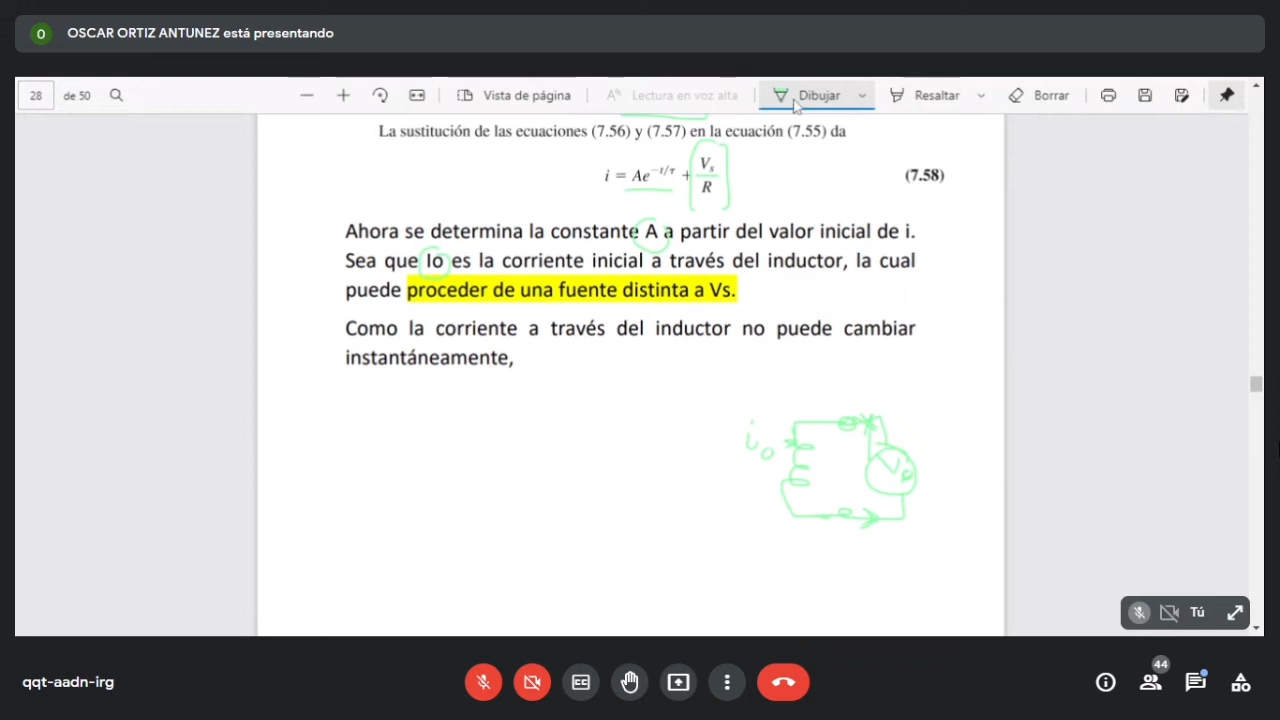 O OSCAR ORTIZ ANTUNEZ está presentando
28 de 50 Vista de página Lectura en voz alta Dibujar Resaltar Borrar
La sustitución de las ecuaciones (7.56) y (7.57) en la ecuación (7.55) da
i = Ae^{-t/τ} + V_s/R (7.58)
Ahora se determina la constante A a partir del valor inicial de i.
Sea que Io es la corriente inicial a través del inductor, la cual
puede proceder de una fuente distinta a Vs.
Como la corriente a través del inductor no puede cambiar
instantáneamente,
i_o V_o
Tú
qqt-aadn-irg CC 44